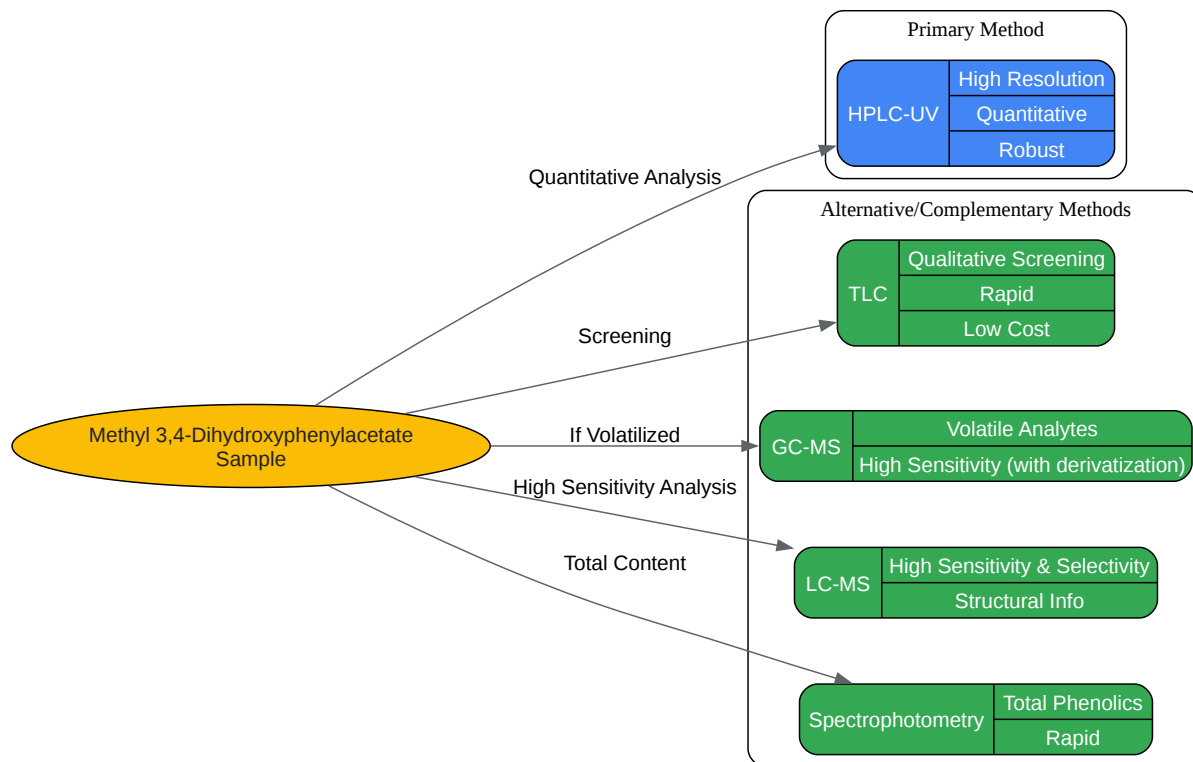 Primary Method
HPLC-UV
High Resolution
Quantitative
Robust
Quantitative Analysis
Alternative/Complementary Methods
TLC
Qualitative Screening
Rapid
Low Cost
Screening
Methyl 3,4-Dihydroxyphenylacetate
Sample
If Volatilized
GC-MS
Volatile Analytes
High Sensitivity (with derivatization)
High Sensitivity Analysis
LC-MS
High Sensitivity & Selectivity
Structural Info
Total Content
Spectrophotometry
Total Phenolics
Rapid